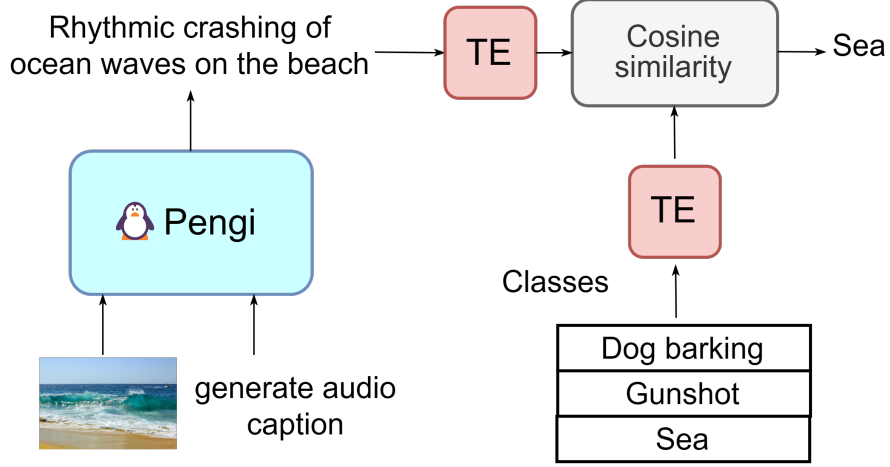 Rhythmic crashing of
ocean waves on the beach
TE
Cosine
similarity
Sea
Pengi
TE
Classes
generate audio
caption
Dog barking
Gunshot
Sea